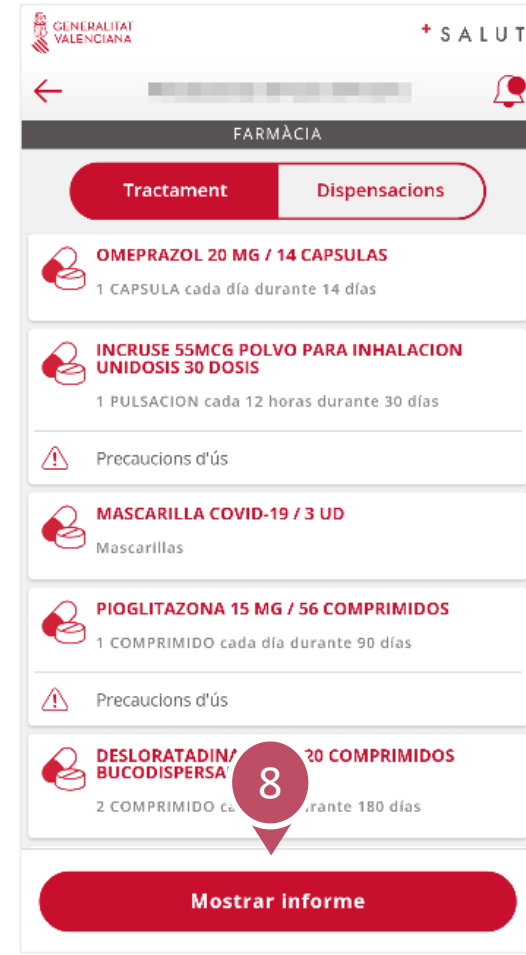 GENERALITAT
VALENCIANA
+ SALUT
FARMÀCIA
Tractament
Dispensacions
OMEPRAZOL 20 MG / 14 CAPSULAS
1 CAPSULA cada día durante 14 días
INCRUSE 55MCG POLVO PARA INHALACION
UNIDOSIS 30 DOSIS
1 PULSACION cada 12 horas durante 30 días
Precaucions d'ús
MASCARILLA COVID-19 / 3 UD
Mascarillas
PIOGLITAZONA 15 MG / 56 COMPRIMIDOS
1 COMPRIMIDO cada día durante 90 días
Precaucions d'ús
DESLORATADINA 20 COMPRIMIDOS
8
2 COMPRIMIDO 180 días
Mostrar informe